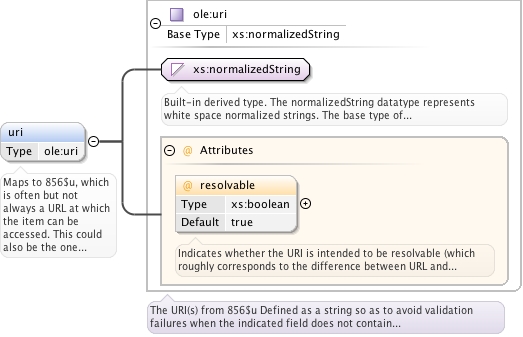 ole:uri
Base Type xs:normalizedString
xs:normalizedString
Built-in derived type. The normalizedString datatype represents
white space normalized strings. The base type of...
uri
Type ole:uri
Maps to 856$u, which
is often but not
always a URL at which
the item can be
accessed. This could
also be the one...
@ Attributes
@ resolvable
Type xs:boolean
Default true
Indicates whether the URI is intended to be resolvable (which
roughly corresponds to the difference between URL and...
The URI(s) from 856$u Defined as a string so as to avoid validation
failures when the indicated field does not contain...